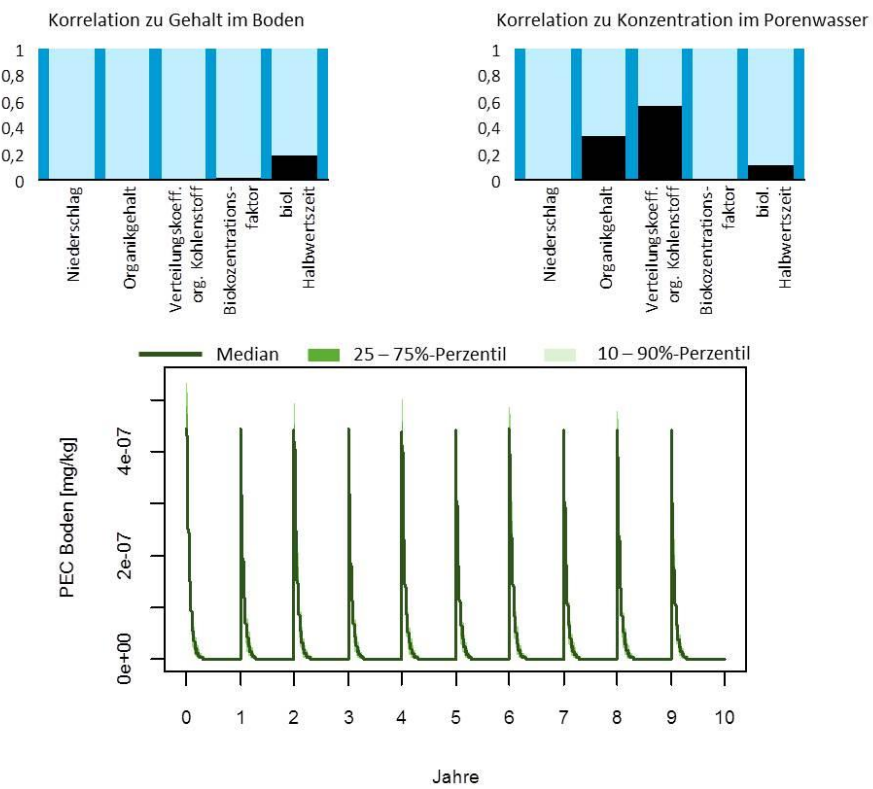 Korrelation zu Gehalt im Boden
Korrelation zu Konzentration im Porenwasser
1
0,8
0,6
0,4
0,2
0
Niederschlag
Organikgehalt
Verteilungskoeff.
org. Kohlenstoff
Biokozentrations-
faktor
biol.
Halbwertszeit
1
0,8
0,6
0,4
0,2
0
Niederschlag
Organikgehalt
Verteilungskoeff.
org. Kohlenstoff
Biokozentrations-
faktor
biol.
Halbwertszeit
Median
25 – 75%-Perzentil
10 – 90%-Perzentil
PEC Boden [mg/kg]
4e-07
2e-07
0e+00
0 1 2 3 4 5 6 7 8 9 10
Jahre